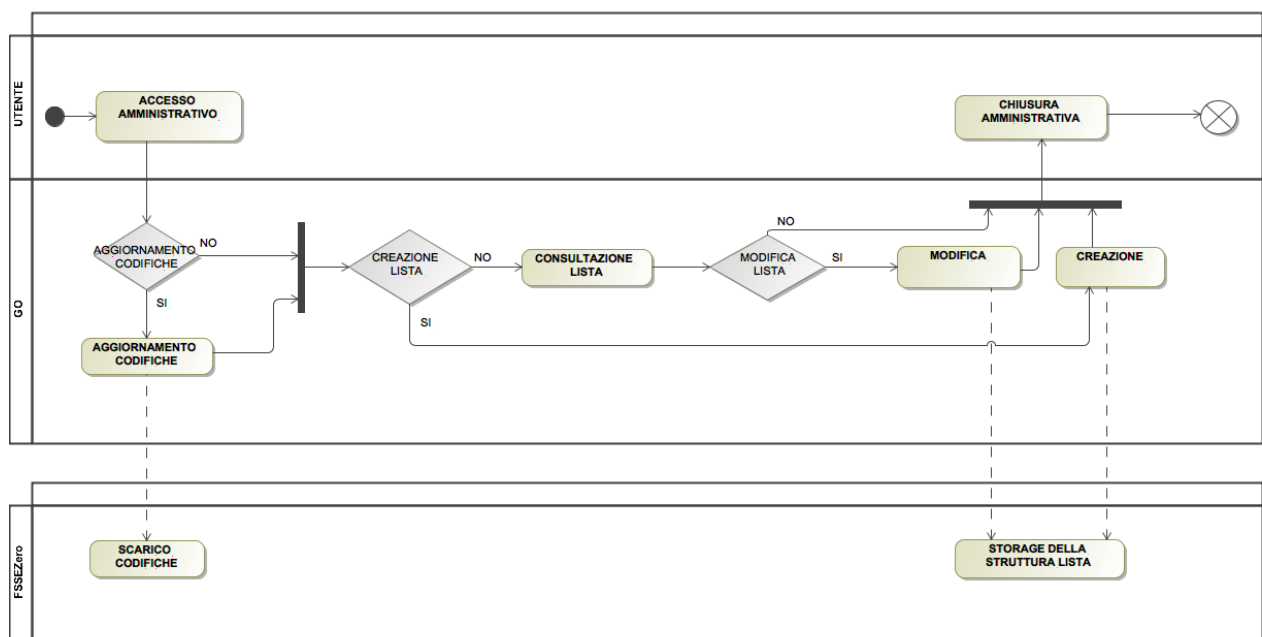 UTENTE
ACCESSO
AMMINISTRATIVO
CHIUSURA
AMMINISTRATIVA
GO
AGGIORNAMENTO
CODIFICHE
NO
SI
AGGIORNAMENTO
CODIFICHE
CREAZIONE
LISTA
NO
SI
CONSULTAZIONE
LISTA
MODIFICA
LISTA
NO
SI
MODIFICA
CREAZIONE
FSSEZero
SCARICO
CODIFICHE
STORAGE DELLA
STRUTTURA LISTA